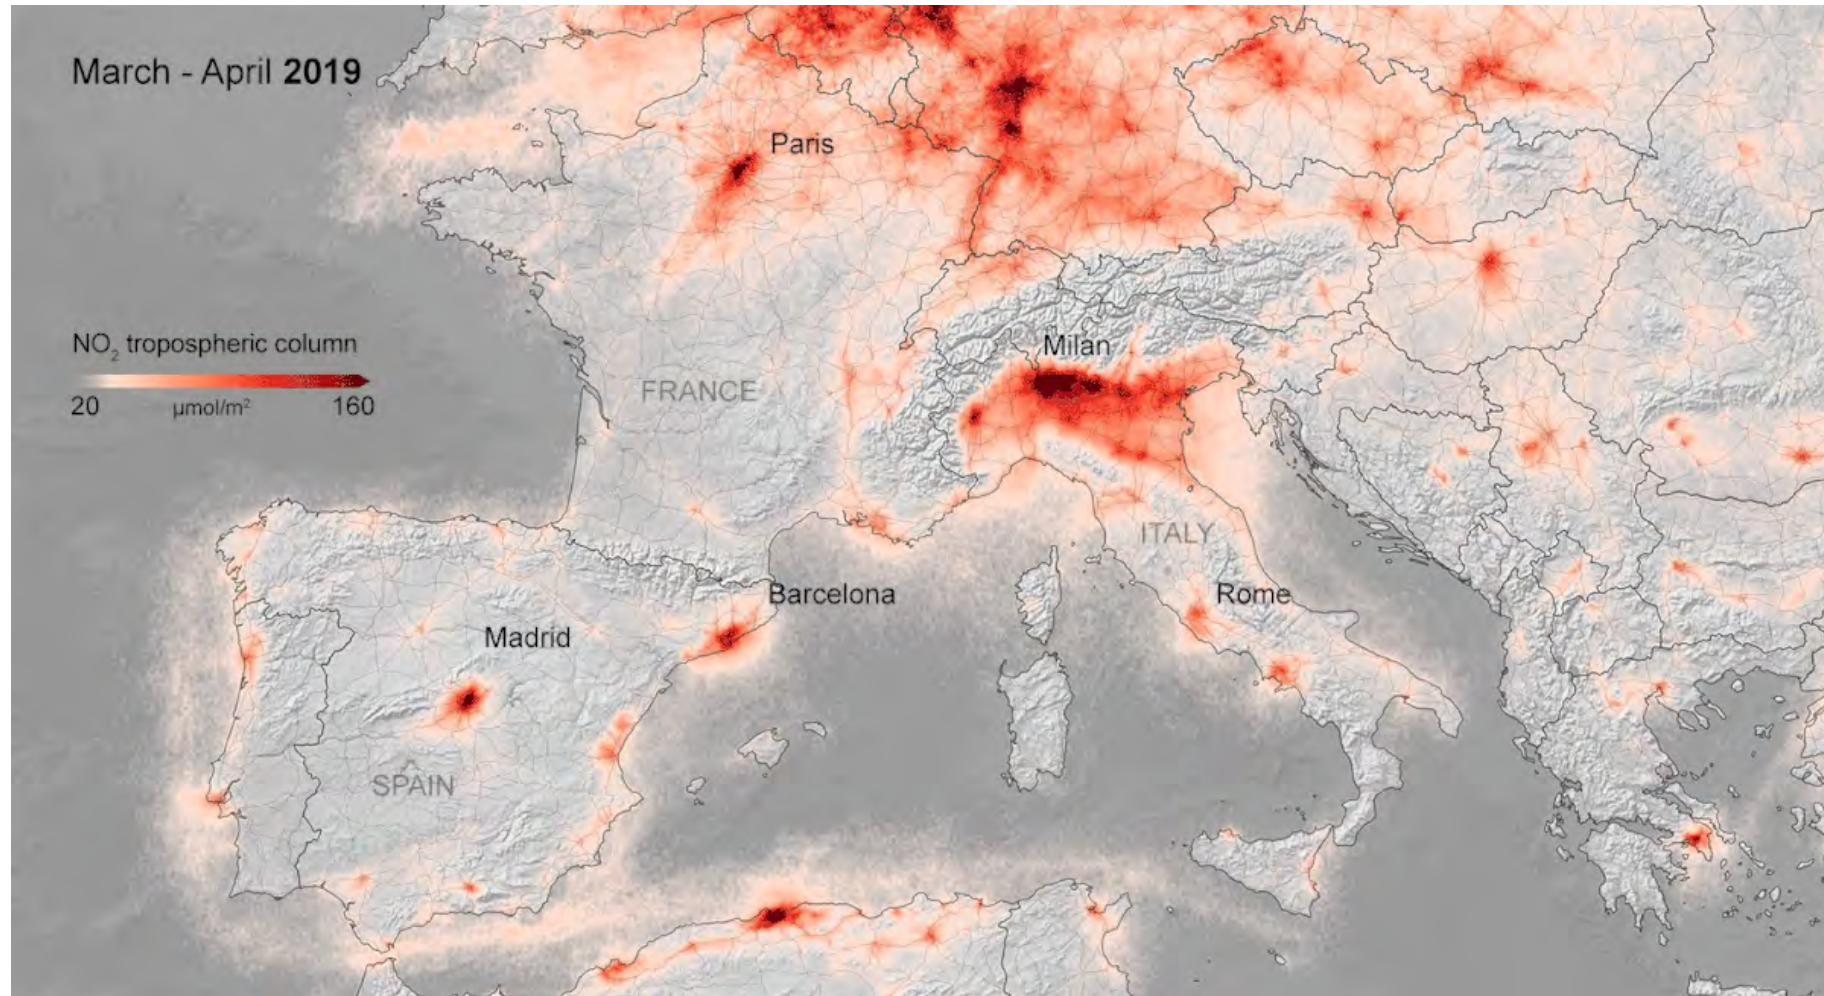 March - April 2019
Paris
Milan
NO₂ tropospheric column
20 µmol/m² 160
FRANCE
ITALY
Barcelona
Rome
Madrid
SPAIN